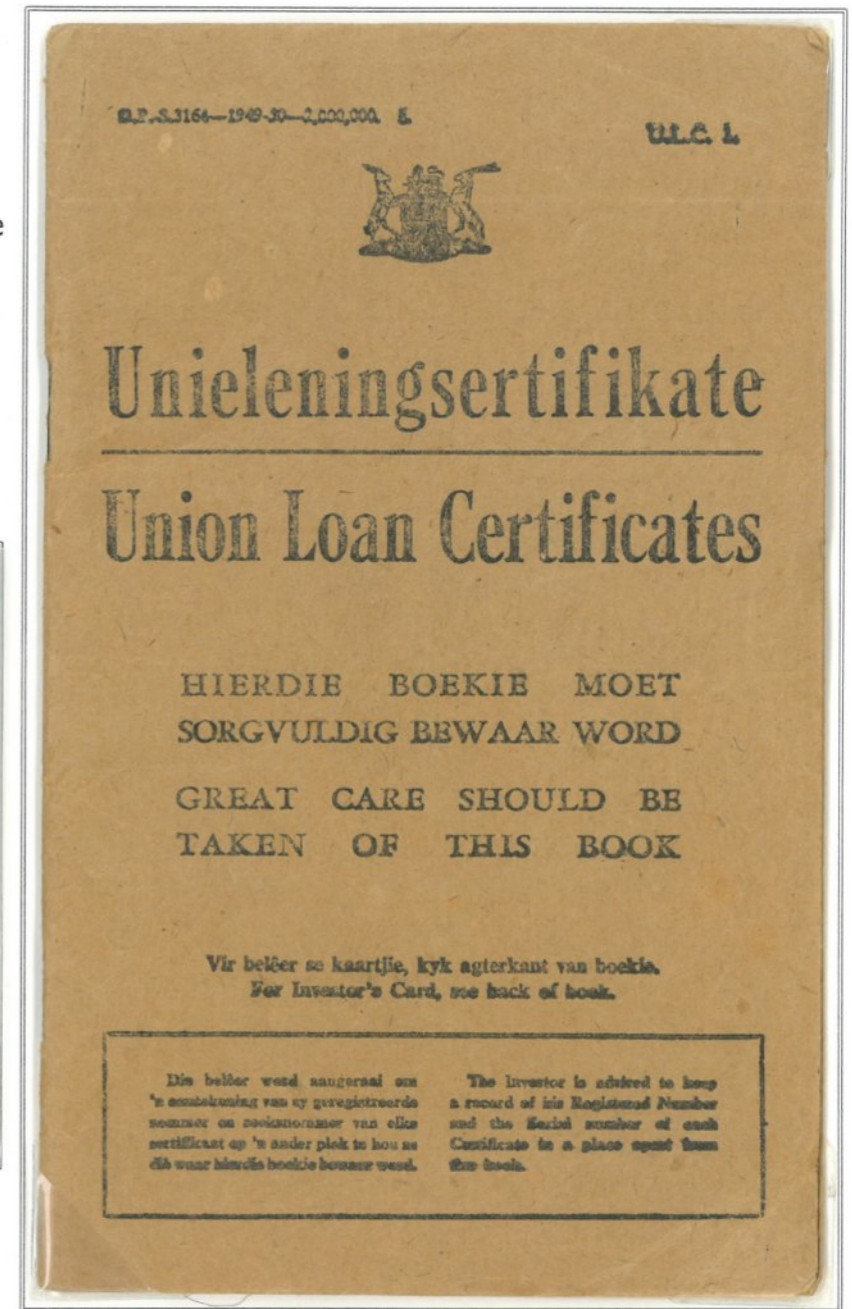 G.P.-S.3164—1949-50—2,000,000. S.
U.L.C. 1.
Unieleningsertifikate
Union Loan Certificates
HIERDIE BOEKIE MOET
SORGVULDIG BEWAAR WORD
GREAT CARE SHOULD BE
TAKEN OF THIS BOOK
Vir belêer se kaartjie, kyk agterkant van boekie.
For Investor's Card, see back of book.
Die belêer word aangeraai om
'n aantekening van sy geregistreerde
nommer en reeksnommer van elke
sertifikaat op 'n ander plek te hou as
dié waar hierdie boekie bewaar word.
The Investor is advised to keep
a record of his Registered Number
and the Serial number of each
Certificate in a place apart from
this book.